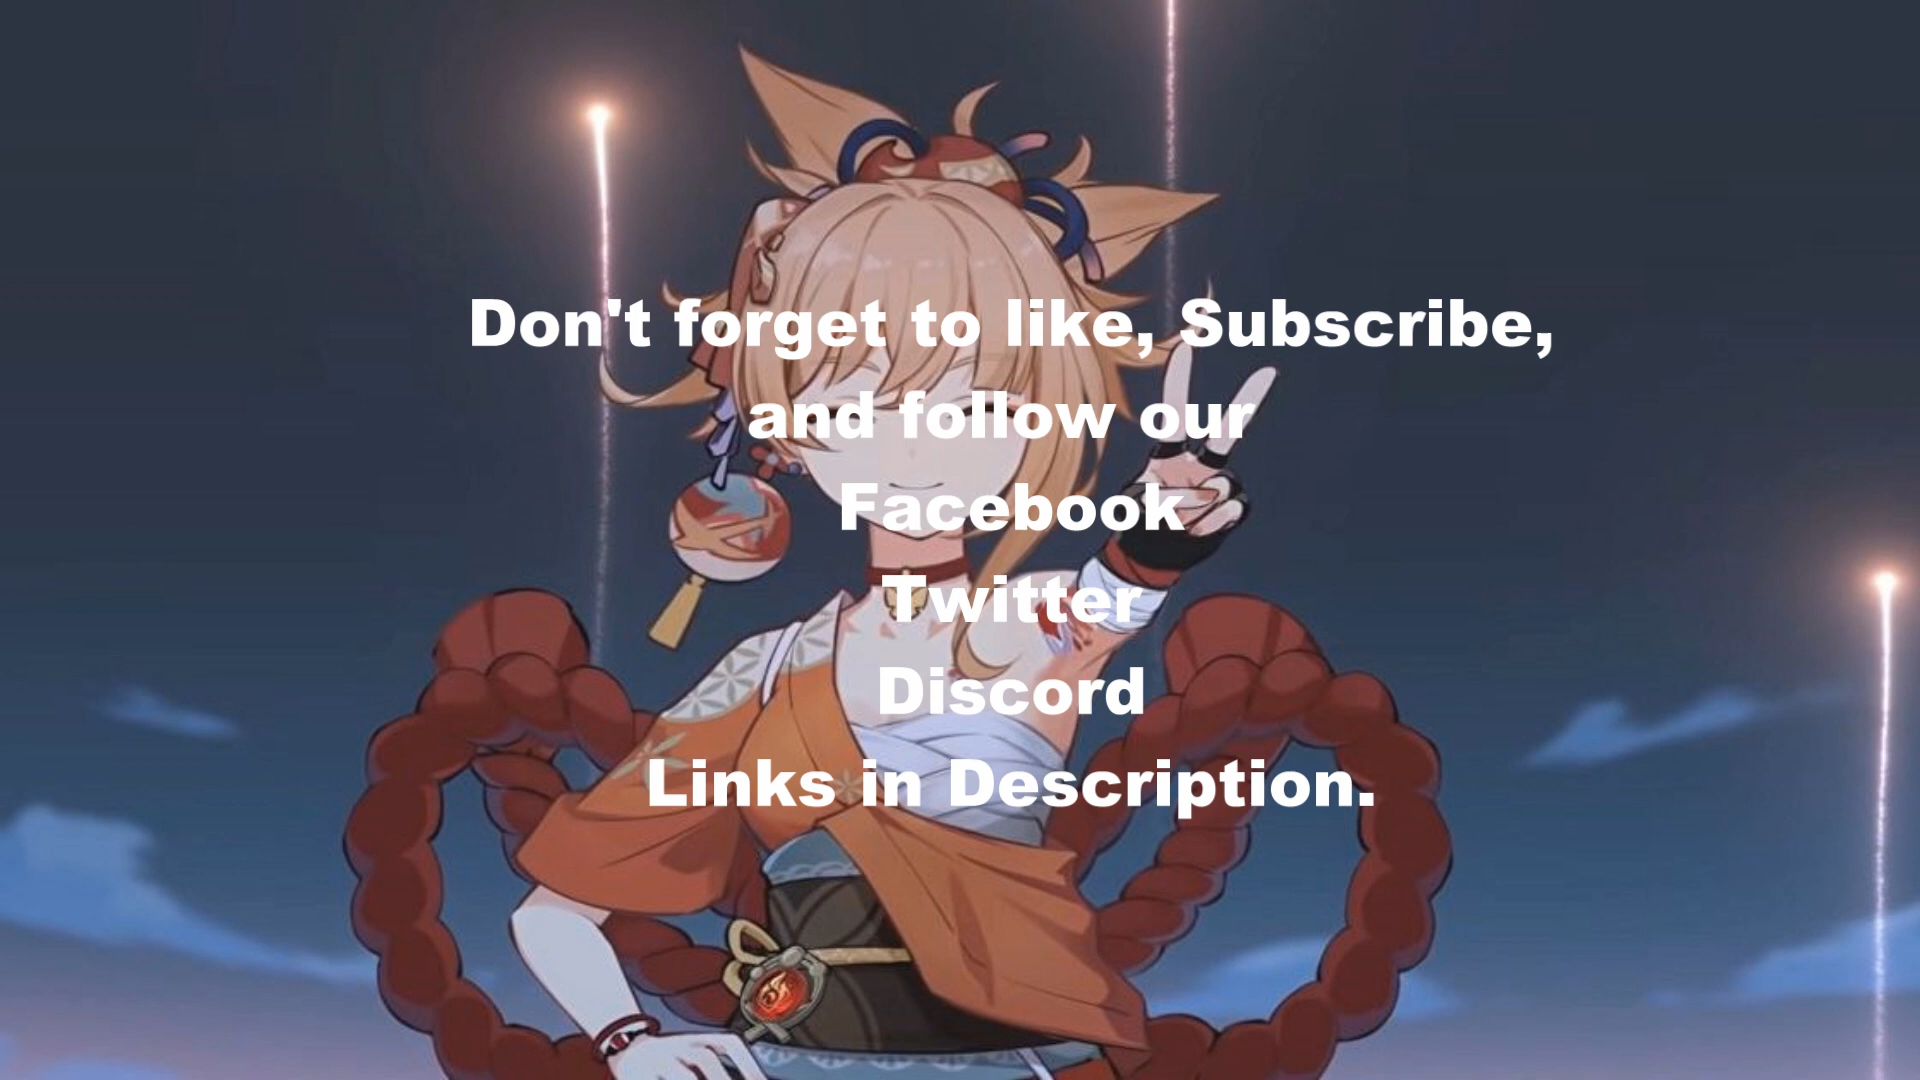 Don't forget to like, Subscribe,
and follow our
Facebook
Twitter
Discord
Links in Description.